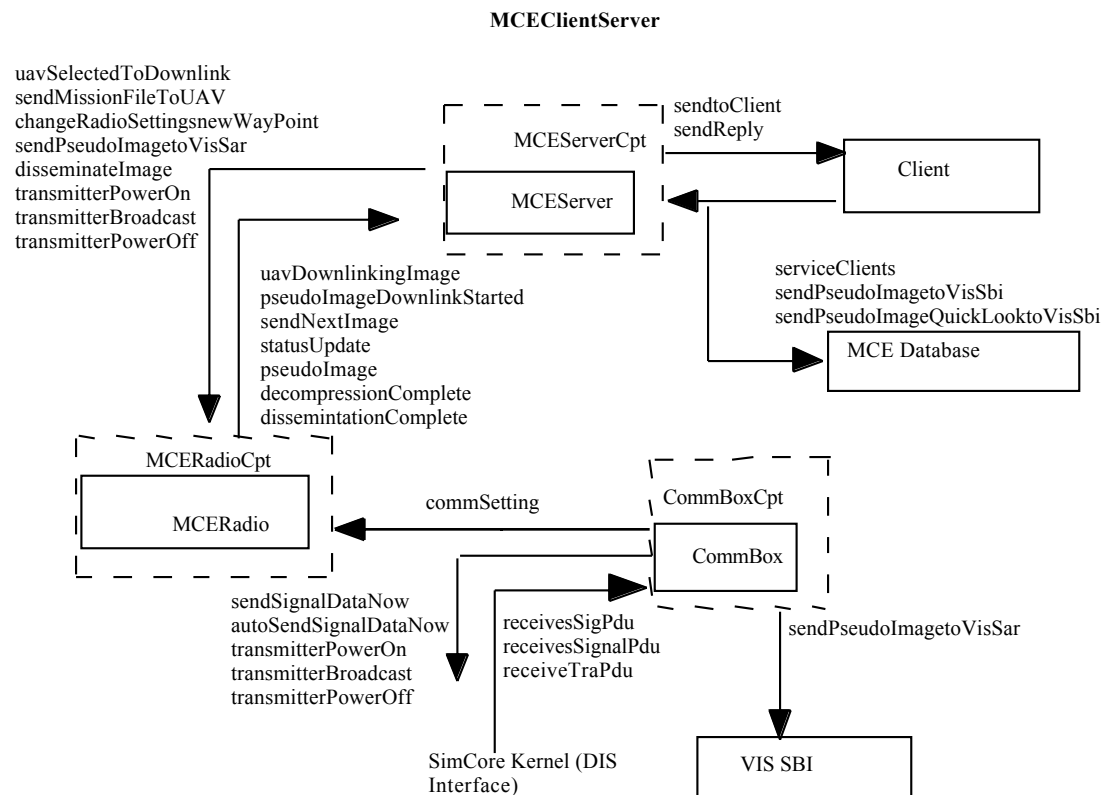 MCEClientServer
uavSelectedToDownlink
sendMissionFileToUAV
changeRadioSettingsnewWayPoint
sendPseudoImagetoVisSar
disseminateImage
transmitterPowerOn
transmitterBroadcast
transmitterPowerOff
MCEServerCpt
MCEServer
sendtoClient
sendReply
Client
uavDownlinkingImage
pseudoImageDownlinkStarted
sendNextImage
statusUpdate
pseudoImage
decompressionComplete
dissemintationComplete
serviceClients
sendPseudoImagetoVisSbi
sendPseudoImageQuickLooktoVisSbi
MCE Database
MCERadioCpt
MCERadio
commSetting
CommBoxCpt
CommBox
sendSignalDataNow
autoSendSignalDataNow
transmitterPowerOn
transmitterBroadcast
transmitterPowerOff
receivesSigPdu
receivesSignalPdu
receiveTraPdu
sendPseudoImagetoVisSar
SimCore Kernel (DIS
Interface)
VIS SBI